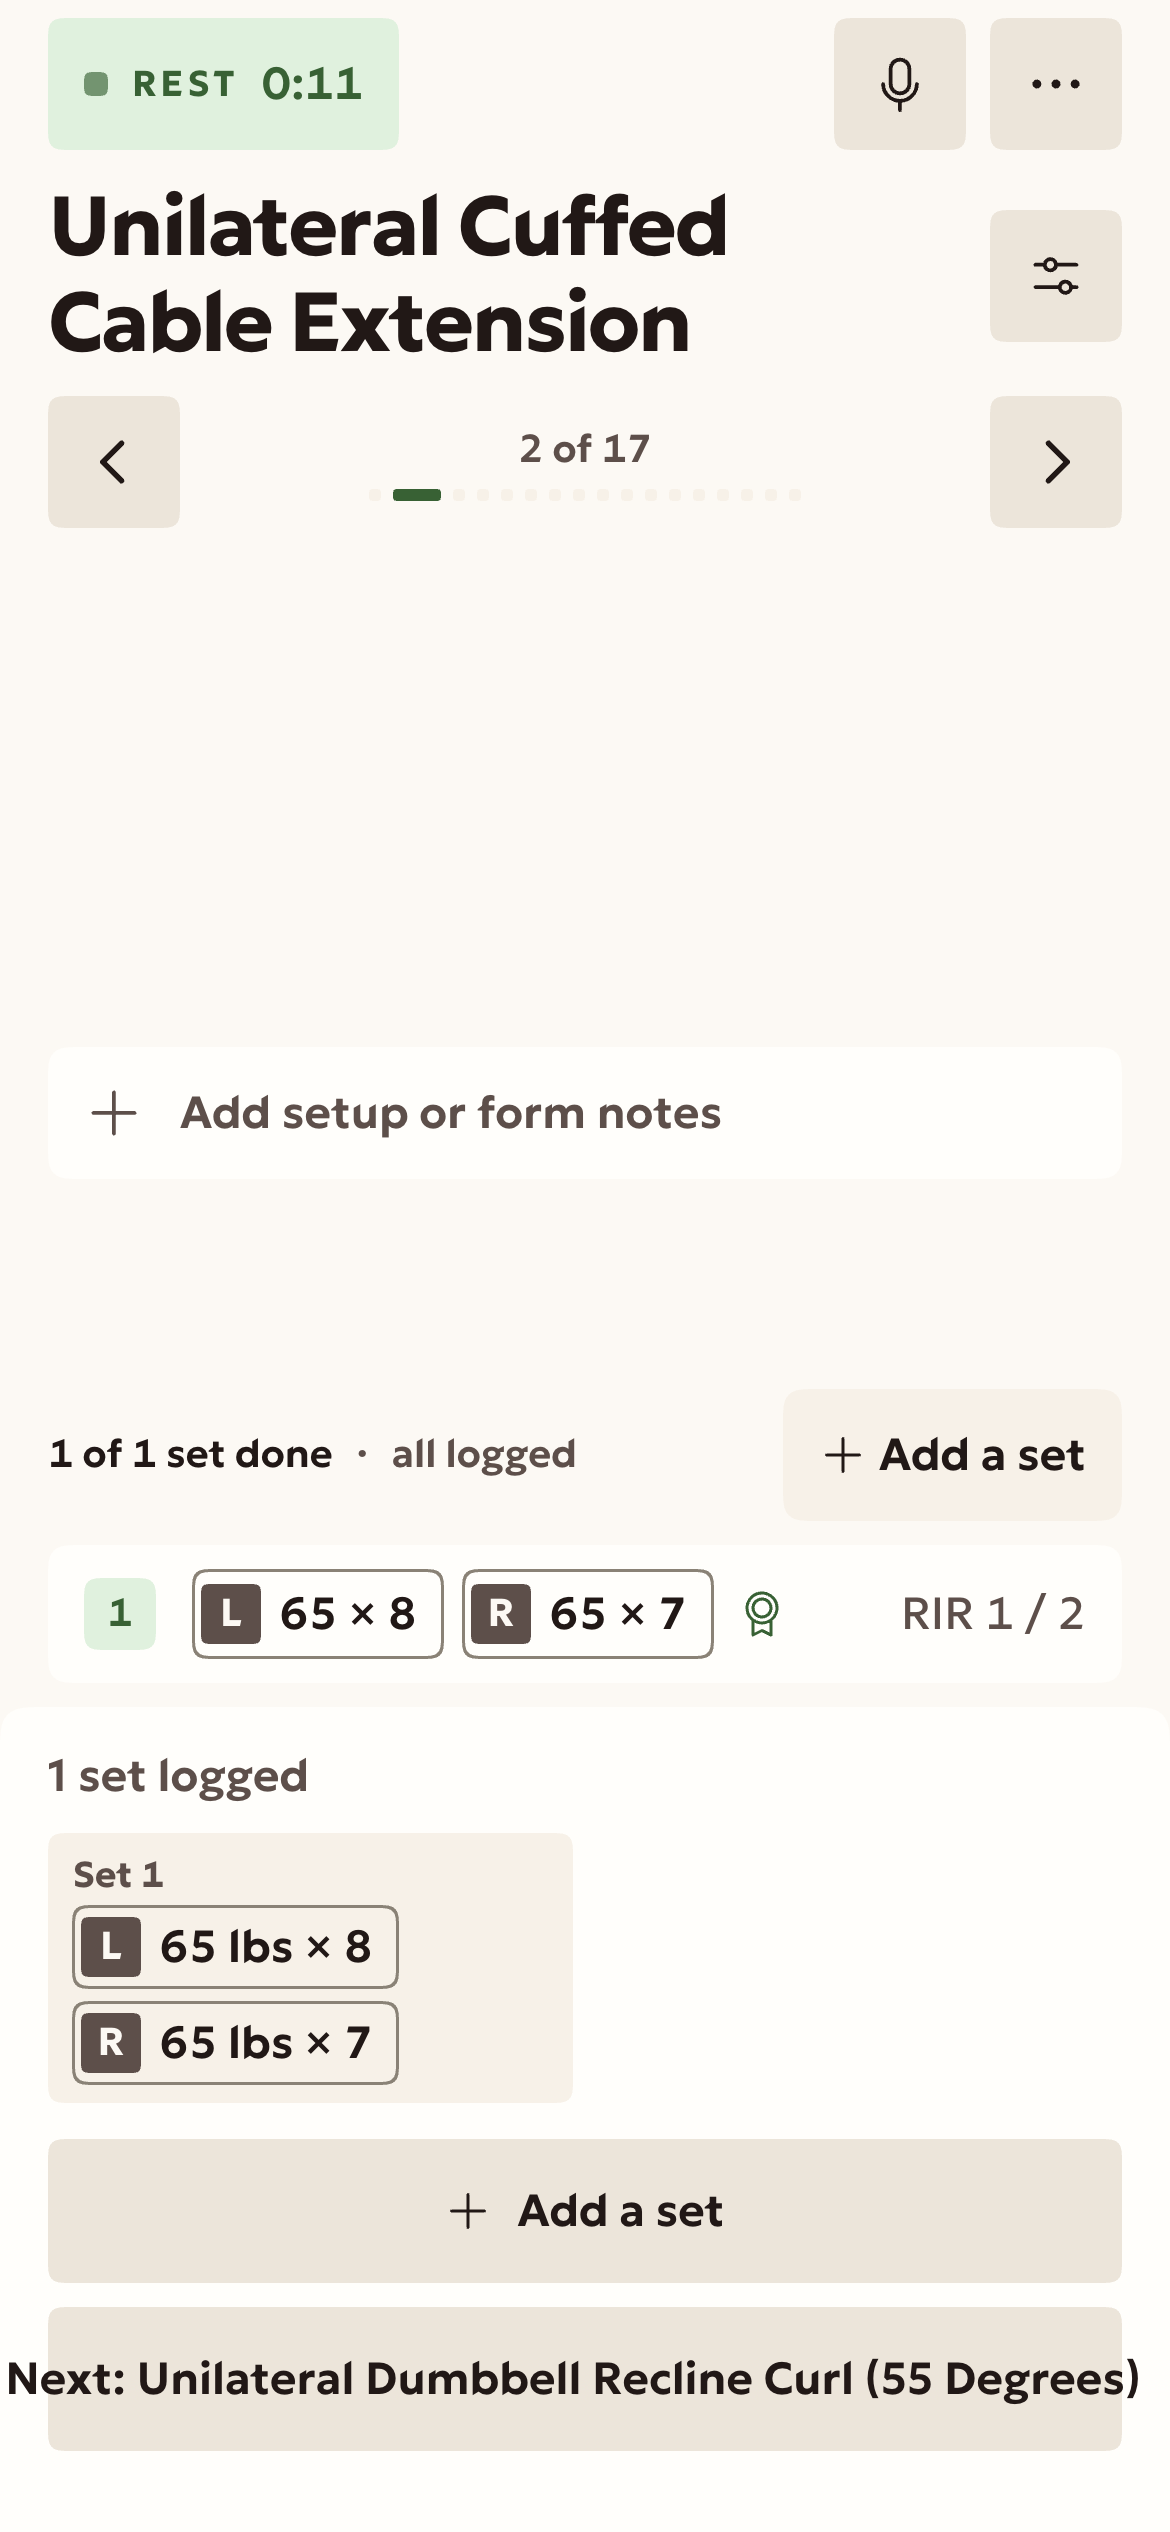 REST 0:11
Unilateral Cuffed
Cable Extension
2 of 17
Add setup or form notes
1 of 1 set done · all logged
+ Add a set
1 L 65 × 8 R 65 × 7 RIR 1 / 2
1 set logged
Set 1
L 65 lbs × 8
R 65 lbs × 7
+ Add a set
Next: Unilateral Dumbbell Recline Curl (55 Degrees)